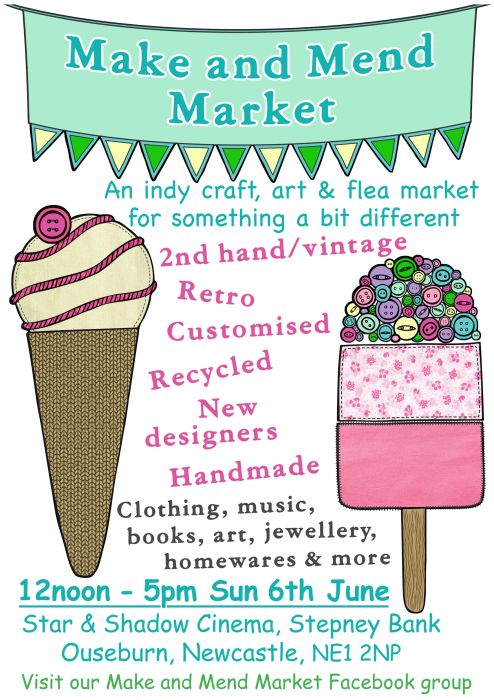 Make and Mend
Market
An indy craft, art & flea market
for something a bit different
2nd hand/vintage
Retro
Customised
Recycled
New
designers
Handmade
Clothing, music,
books, art, jewellery,
homewares & more
12noon - 5pm Sun 6th June
Star & Shadow Cinema, Stepney Bank
Ouseburn, Newcastle, NE1 2NP
Visit our Make and Mend Market Facebook group